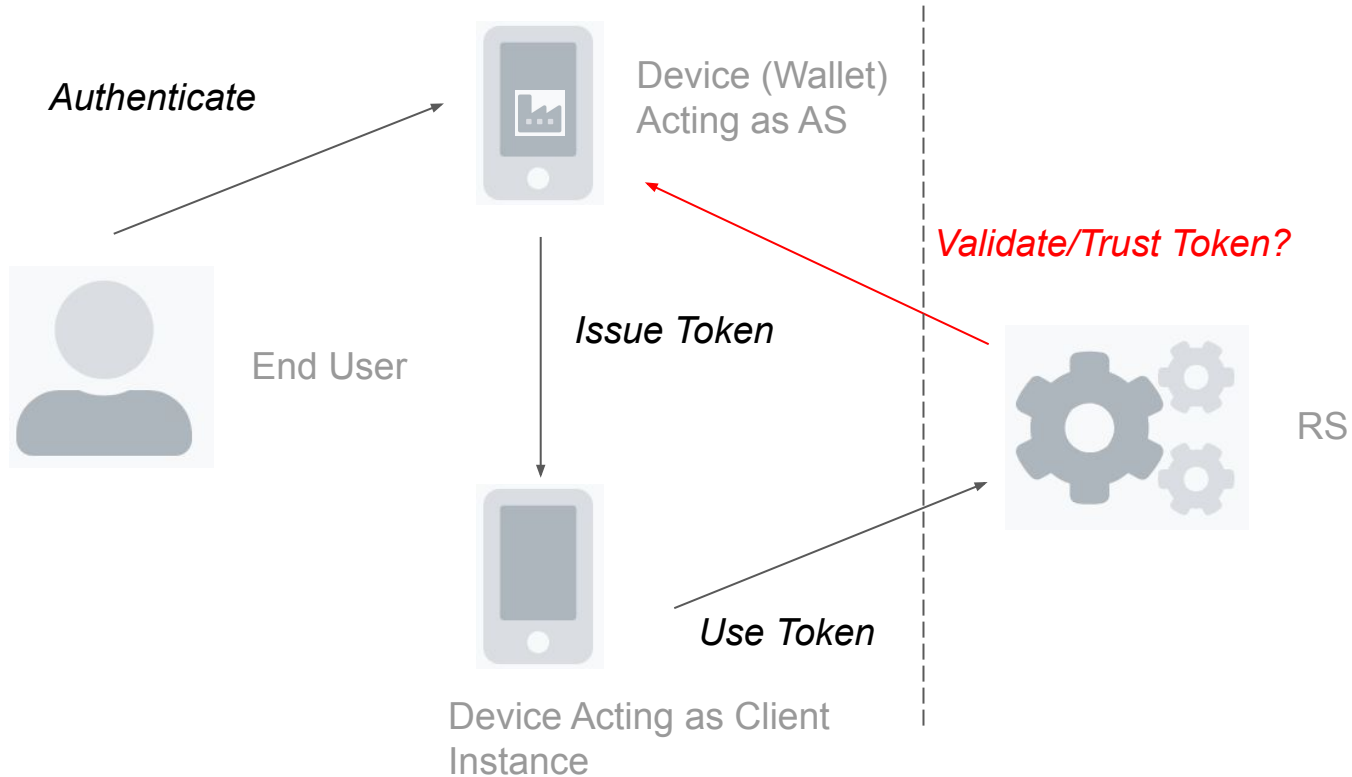 Authenticate
Device (Wallet)
Acting as AS
Validate/Trust Token?
Issue Token
End User
RS
Use Token
Device Acting as Client
Instance